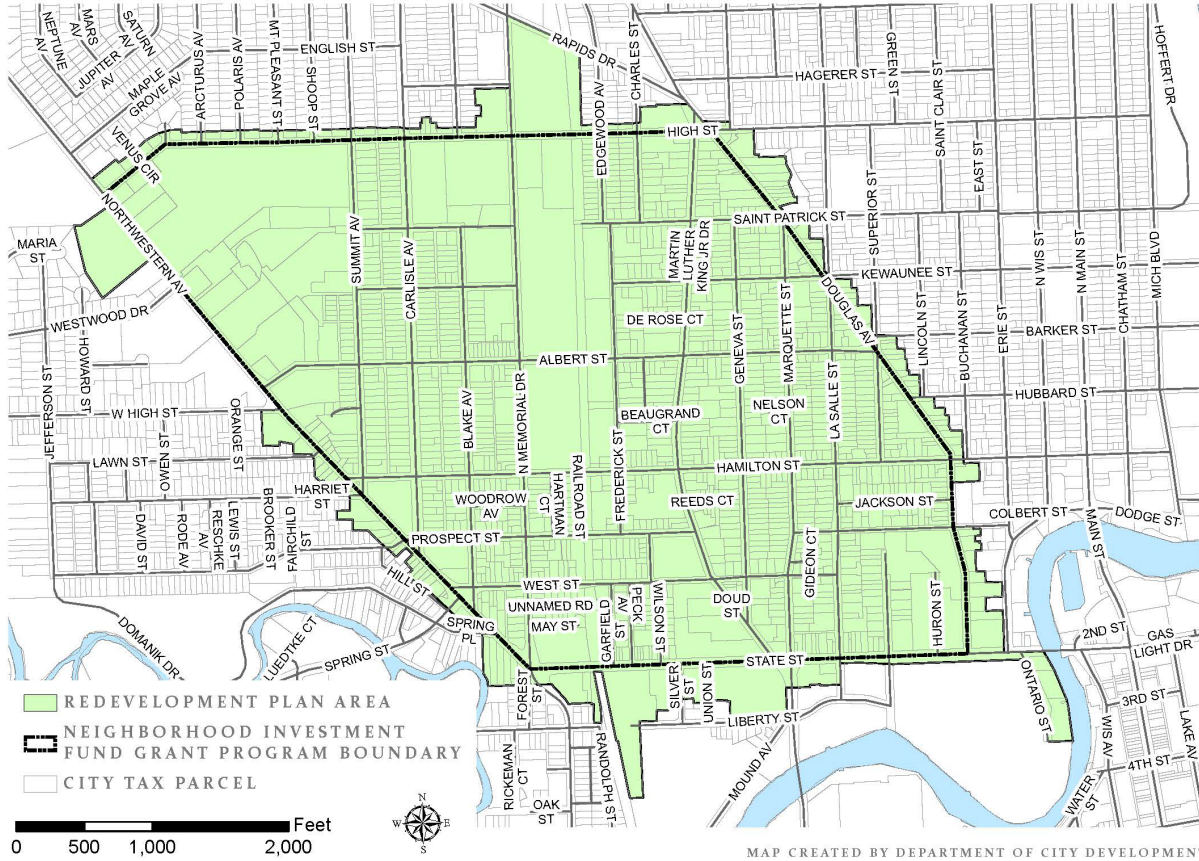 NEPTUNE
AV
MARS
AV
SATURN
AV
JUPITER
AV
MAPLE
GROVE AV
ARCTURUS AV
POLARIS AV
MT PLEASANT ST
SHOOP ST
ENGLISH ST
RAPIDS DR
EDGEWOOD AV
CHARLES ST
HAGERER ST
GREEN ST
SAINT CLAIR ST
EAST ST
HOFFERT DR
VENUS CIR
HIGH ST
NORTHWESTERN AV
MARIA
ST
WESTWOOD DR
SUMMIT AV
CARLISLE AV
SAINT PATRICK ST
MARTIN
LUTHER
KING JR DR
SUPERIOR ST
KEWAUNEE ST
N WIS ST
N MAIN ST
CHATHAM ST
MICH BLVD
DOUGLAS AV
DE ROSE CT
GENEVA ST
MARQUETTE ST
LINCOLN ST
BUCHANAN ST
ERIE ST
BARKER ST
JEFFERSON ST
HOWARD ST
ALBERT ST
LA SALLE ST
HUBBARD ST
W HIGH ST
ORANGE ST
OWEN ST
LAWN ST
BLAKE AV
N MEMORIAL DR
BEAUGRAND
CT
NELSON
CT
FREDERICK ST
RAILROAD ST
HAMILTON ST
HARRIET
ST
WOODROW
AV
HARTMAN
CT
REEDS CT
JACKSON ST
COLBERT ST
DODGE ST
MAIN ST
DAVID ST
RODE AV
RESCHKE
AV
LEWIS ST
BROOKER ST
FAIRCHILD
ST
PROSPECT ST
GIDEON CT
HILL ST
WEST ST
UNNAMED RD
MAY ST
GARFIELD
ST
PECK
AV
WILSON ST
DOUD
ST
HURON ST
DOMANIK DR
LUEDTKE CT
SPRING ST
SPRING
PL
STATE ST
2ND ST
GAS
LIGHT DR
FOREST
ST
SILVER
ST
UNION ST
LIBERTY ST
ONTARIO ST
3RD ST
WIS AV
LAKE AV
4TH ST
WATER
ST
RICKEMAN
CT
RANDOLPH ST
OAK
ST
MOUND AV
REDEVELOPMENT PLAN AREA
NEIGHBORHOOD INVESTMENT
FUND GRANT PROGRAM BOUNDARY
CITY TAX PARCEL
Feet
0 500 1,000 2,000
N
W E
S
MAP CREATED BY DEPARTMENT OF CITY DEVELOPMENT